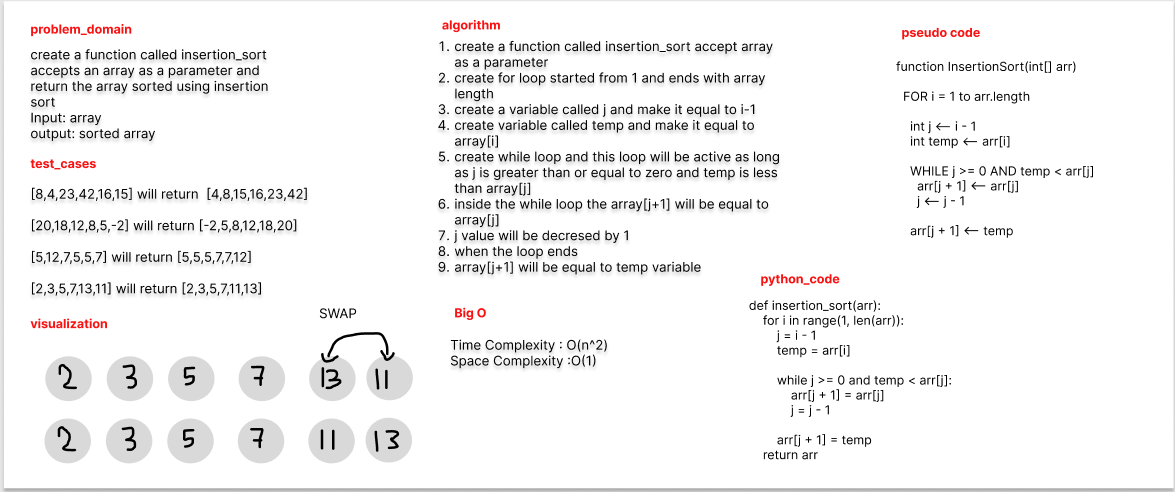 problem_domain
create a function called insertion_sort
accepts an array as a parameter and
return the array sorted using insertion
sort
Input: array
output: sorted array
test_cases
[8,4,23,42,16,15] will return  [4,8,15,16,23,42]
[20,18,12,8,5,-2] will return [-2,5,8,12,18,20]
[5,12,7,5,5,7] will return [5,5,5,7,7,12]
[2,3,5,7,13,11] will return [2,3,5,7,11,13]
visualization
SWAP
2 3 5 7 13 11
2 3 5 7 11 13
algorithm
1. create a function called insertion_sort accept array
as a parameter
2. create for loop started from 1 and ends with array
length
3. create a variable called j and make it equal to i-1
4. create variable called temp and make it equal to
array[i]
5. create while loop and this loop will be active as long
as j is greater than or equal to zero and temp is less
than array[j]
6. inside the while loop the array[j+1] will be equal to
array[j]
7. j value will be decresed by 1
8. when the loop ends
9. array[j+1] will be equal to temp variable
Big O
Time Complexity : O(n^2)
Space Complexity :O(1)
pseudo code
function InsertionSort(int[] arr)
FOR i = 1 to arr.length
int j <-- i - 1
int temp <-- arr[i]
WHILE j >= 0 AND temp < arr[j]
arr[j + 1] <-- arr[j]
j <-- j - 1
arr[j + 1] <-- temp
python_code
def insertion_sort(arr):
for i in range(1, len(arr)):
j = i - 1
temp = arr[i]
while j >= 0 and temp < arr[j]:
arr[j + 1] = arr[j]
j = j - 1
arr[j + 1] = temp
return arr